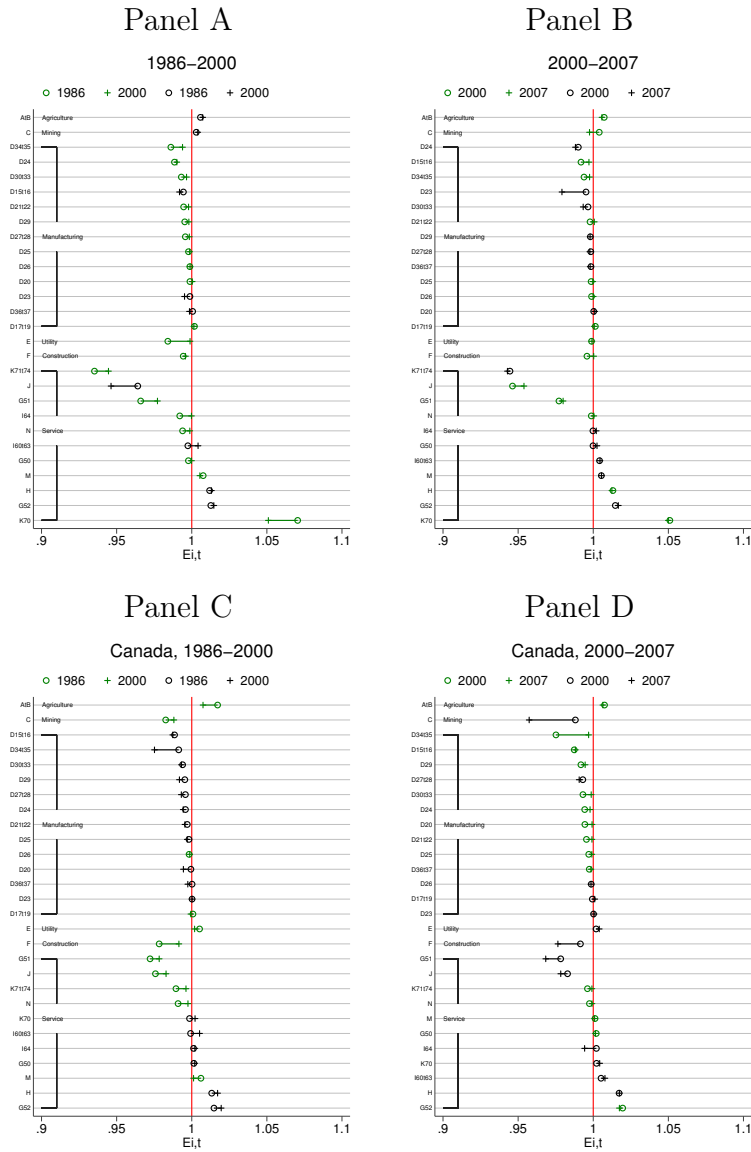 Panel A
1986−2000
1986 2000 1986 2000
AtB Agriculture
C Mining
D34t35
D24
D30t33
D15t16
D21t22
D29
D27t28 Manufacturing
D25
D26
D20
D23
D36t37
D17t19
E Utility
F Construction
K71t74
J
G51
I64
N Service
I60t63
G50
M
H
G52
K70
.9 .95 1 1.05 1.1
Ei,t
Panel B
2000−2007
2000 2007 2000 2007
AtB Agriculture
C Mining
D24
D15t16
D34t35
D23
D30t33
D21t22
D29 Manufacturing
D27t28
D36t37
D25
D26
D20
D17t19
E Utility
F Construction
K71t74
J
G51
N
I64 Service
G50
I60t63
M
H
G52
K70
.9 .95 1 1.05 1.1
Ei,t
Panel C
Canada, 1986−2000
1986 2000 1986 2000
AtB Agriculture
C Mining
D15t16
D34t35
D30t33
D29
D27t28
D24
D21t22 Manufacturing
D25
D26
D20
D36t37
D23
D17t19
E Utility
F Construction
G51
J
K71t74
N
K70 Service
I60t63
I64
G50
M
H
G52
.9 .95 1 1.05 1.1
Ei,t
Panel D
Canada, 2000−2007
2000 2007 2000 2007
AtB Agriculture
C Mining
D34t35
D15t16
D29
D27t28
D30t33
D24
D20 Manufacturing
D21t22
D25
D36t37
D26
D17t19
D23
E Utility
F Construction
G51
J
K71t74
N
M Service
G50
I64
K70
I60t63
H
G52
.9 .95 1 1.05 1.1
Ei,t